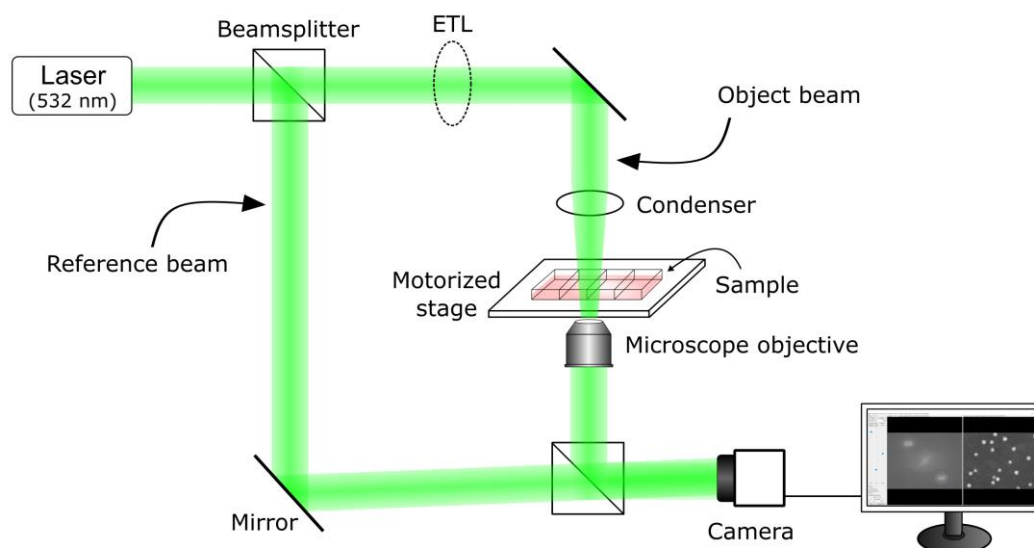 Beamsplitter
ETL
Laser
(532 nm)
Object beam
Condenser
Reference beam
Motorized
stage
Sample
Microscope objective
Mirror
Camera